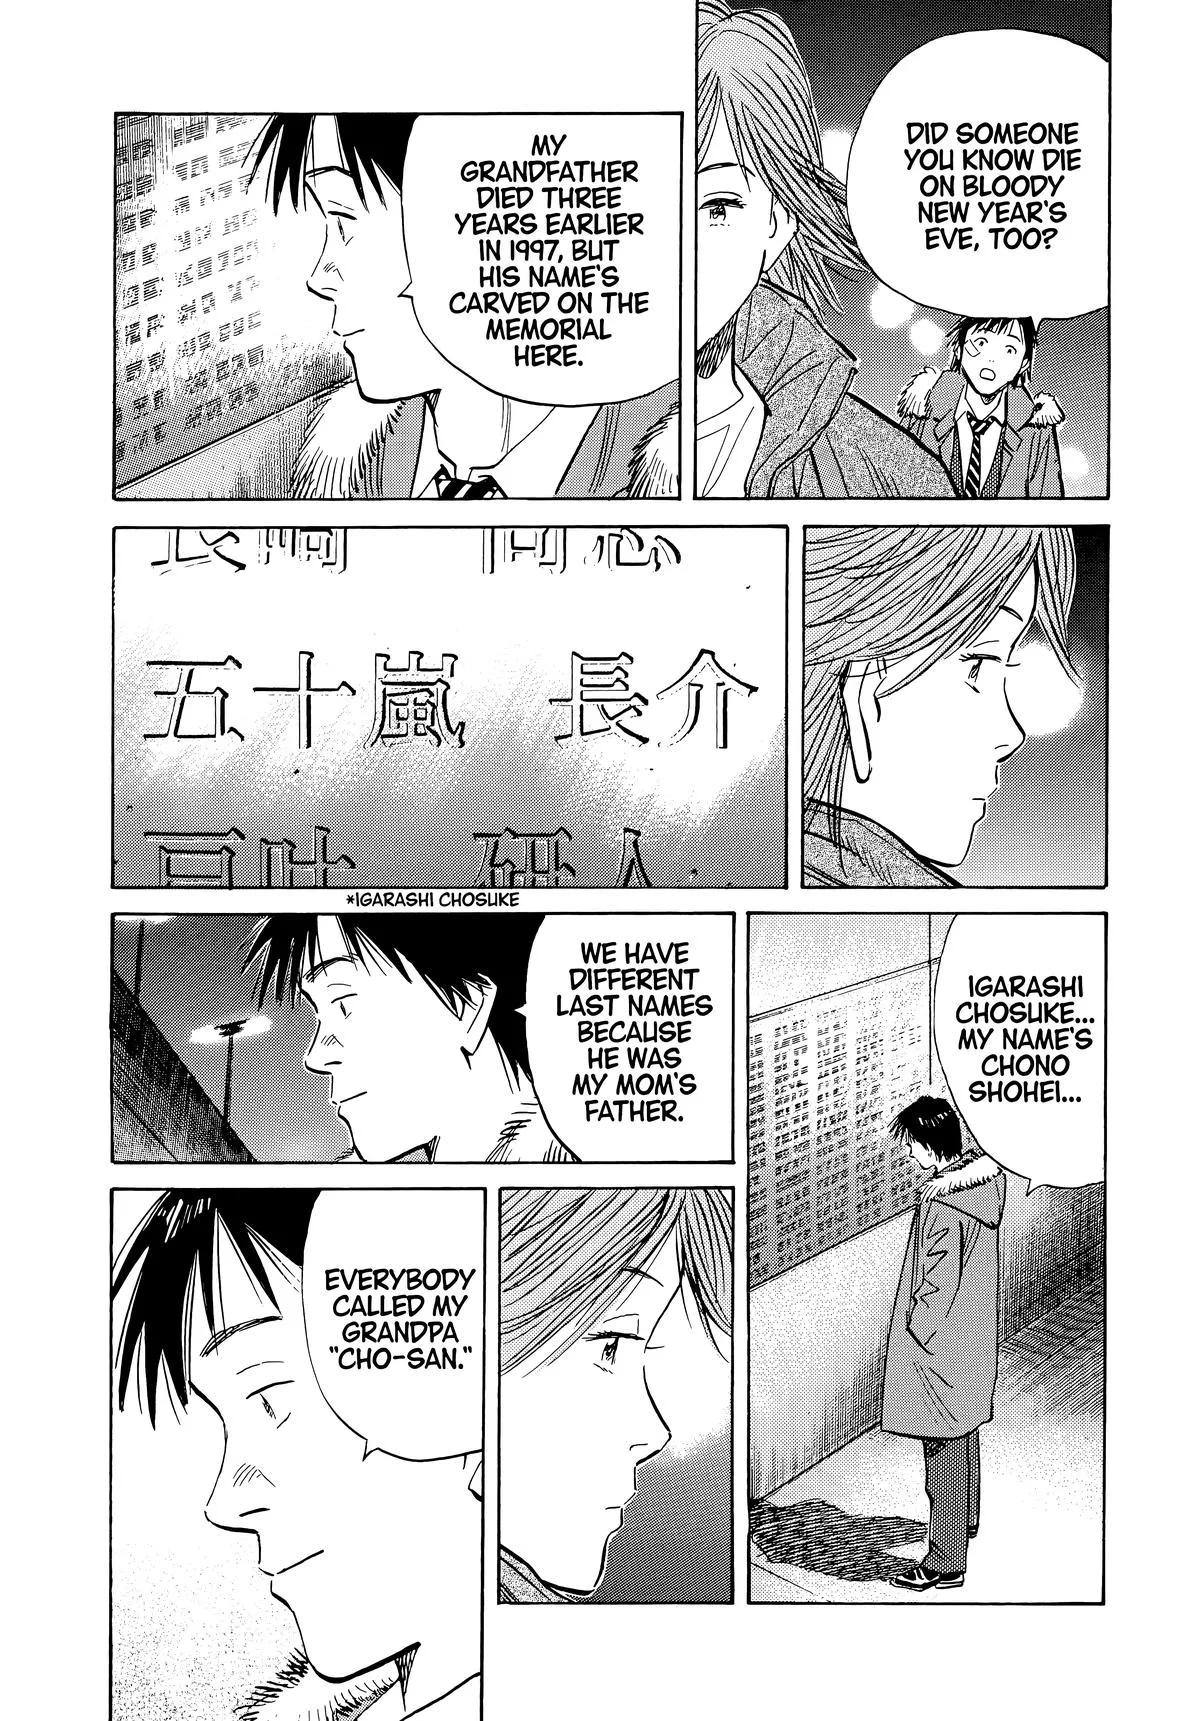 DID SOMEONE
YOU KNOW DIE
ON BLOODY
NEW YEAR'S
EVE, TOO?
MY
GRANDFATHER
DIED THREE
YEARS EARLIER
IN 1997, BUT
HIS NAME'S
CARVED ON THE
MEMORIAL
HERE.
五十嵐 長介
*IGARASHI CHOSUKE
IGARASHI
CHOSUKE...
MY NAME'S
CHONO
SHOHEI...
WE HAVE
DIFFERENT
LAST NAMES
BECAUSE
HE WAS
MY MOM'S
FATHER.
EVERYBODY
CALLED MY
GRANDPA
"CHO-SAN."